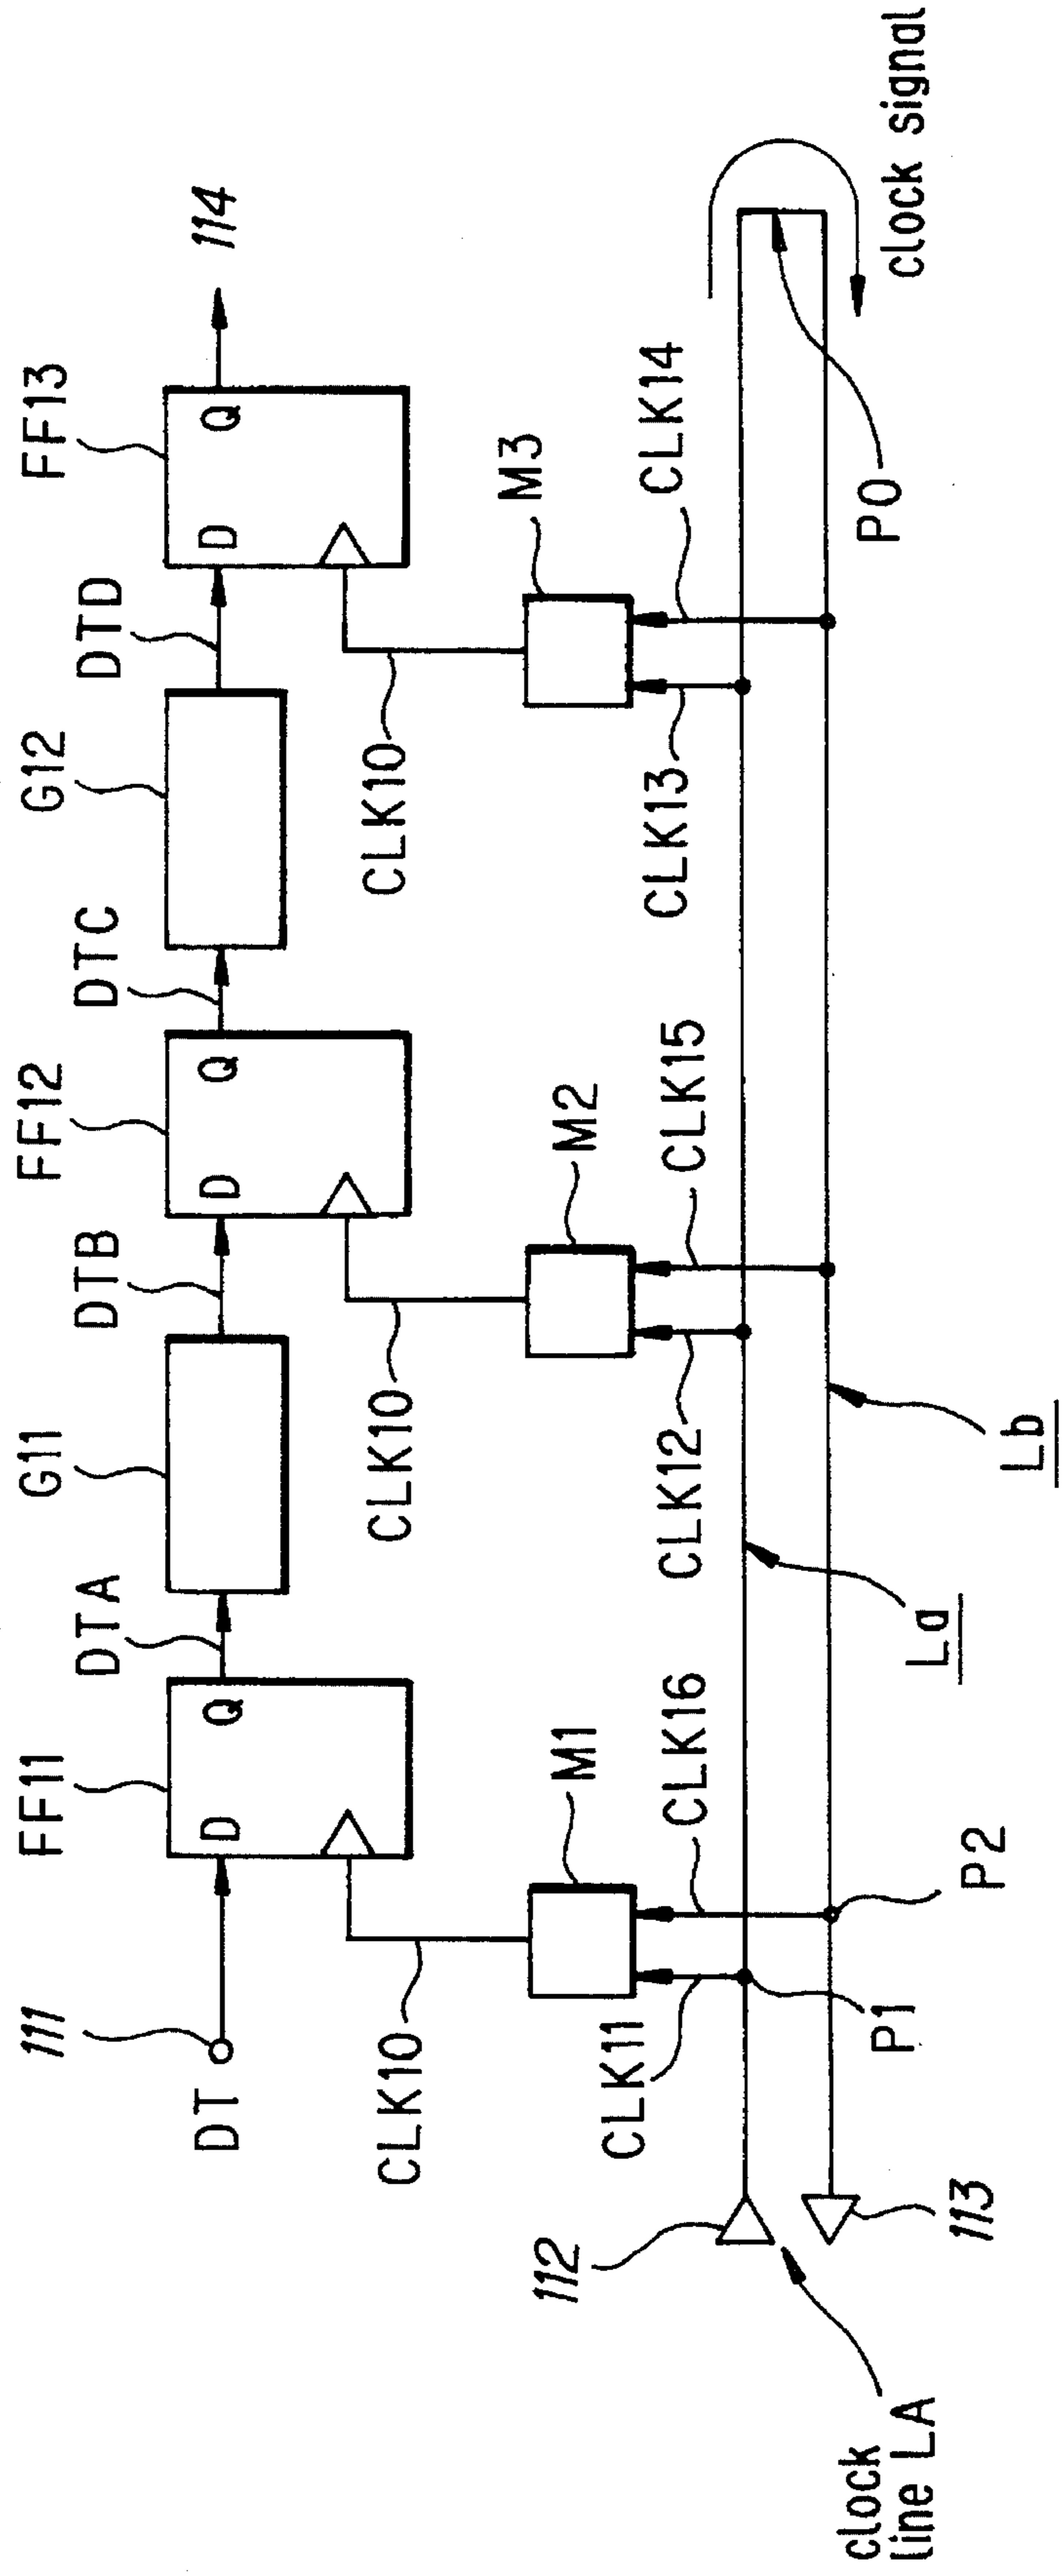 FF11
G11
FF12
G12
FF13
111
DTA
DTB
DTC
DTD
114
DT
D
Q
D
Q
D
Q
CLK10
CLK10
CLK10
M1
M2
M3
CLK11
CLK16
CLK12
CLK15
CLK13
CLK14
112
113
P1
P2
La
Lb
P0
clock
line LA
clock signal